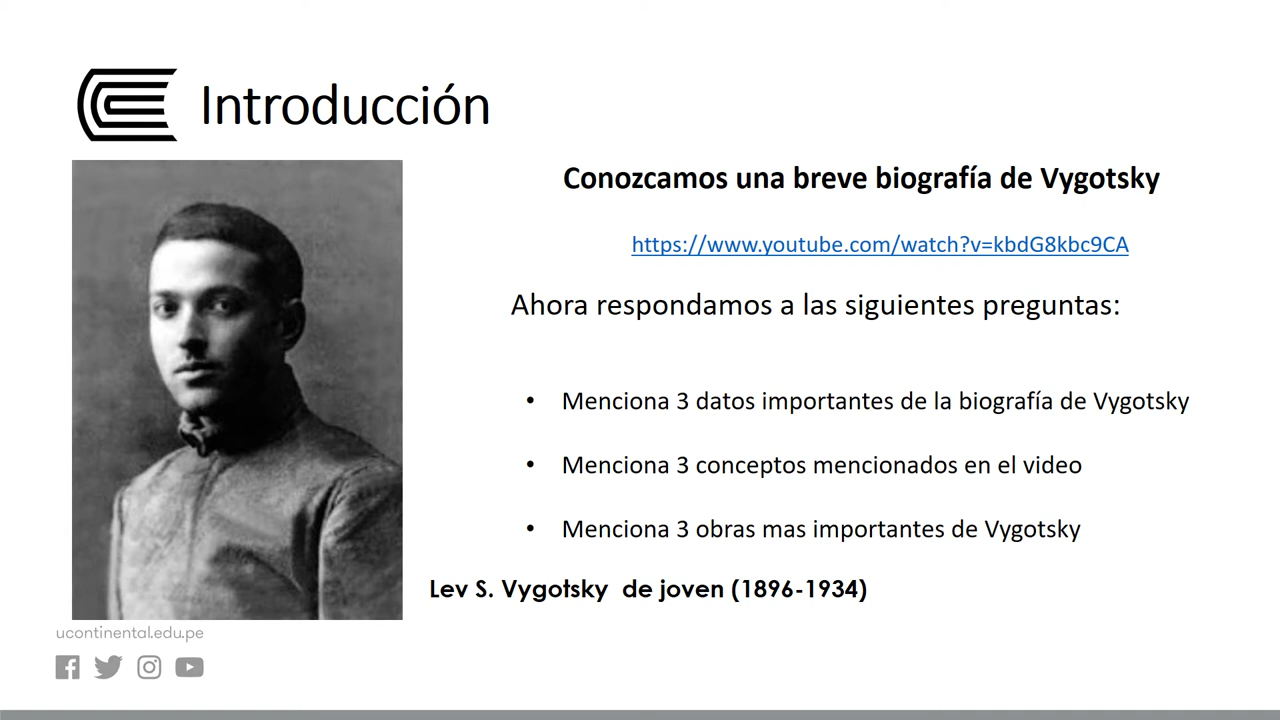 Introducción
Conozcamos una breve biografía de Vygotsky
https://www.youtube.com/watch?v=kbdG8kbc9CA
Ahora respondamos a las siguientes preguntas:
• Menciona 3 datos importantes de la biografía de Vygotsky
• Menciona 3 conceptos mencionados en el video
• Menciona 3 obras mas importantes de Vygotsky
Lev S. Vygotsky de joven (1896-1934)
ucontinental.edu.pe